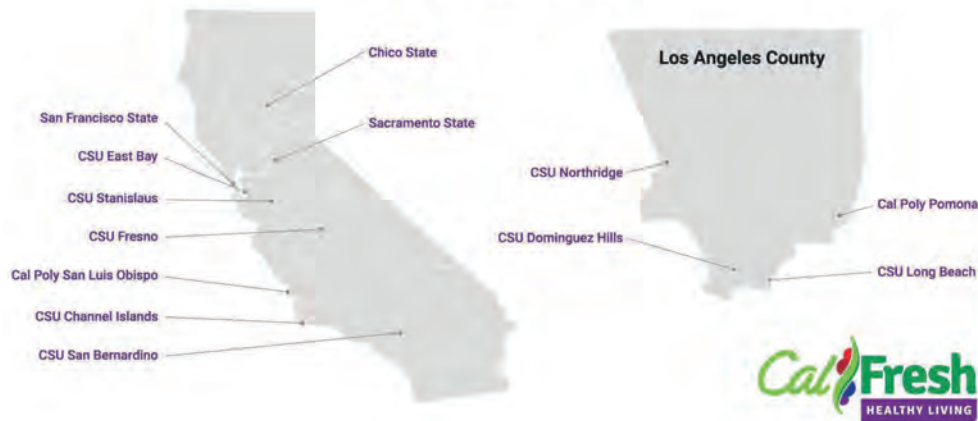 Chico State
San Francisco State
Sacramento State
CSU East Bay
CSU Stanislaus
CSU Fresno
Cal Poly San Luis Obispo
CSU Channel Islands
CSU San Bernardino
Los Angeles County
CSU Northridge
Cal Poly Pomona
CSU Dominguez Hills
CSU Long Beach
CalFresh
HEALTHY LIVING